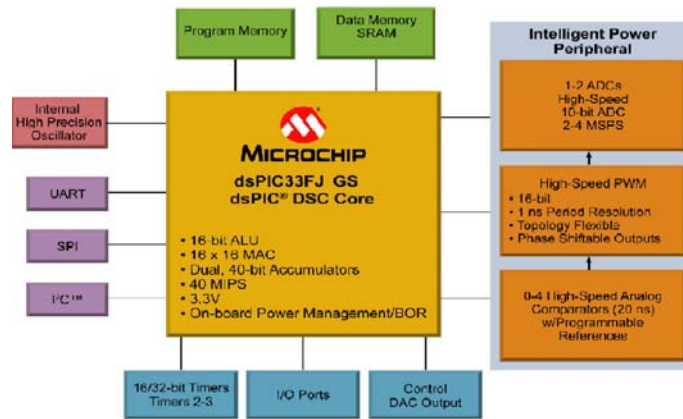 Program Memory
Data Memory
SRAM
Intelligent Power
Peripheral
1-2 ADCs
High-Speed
10-bit ADC
2-4 MSPS
Internal
High Precision
Oscillator
MICROCHIP
dsPIC33FJ GS
dsPIC® DSC Core
UART
High-Speed PWM
• 16-bit
• 1 ns Period Resolution
• Topology Flexible
• Phase Shiftable Outputs
SPI
• 16-bit ALU
• 16 x 16 MAC
• Dual, 40-bit Accumulators
• 40 MIPS
• 3.3V
• On-board Power Management/BOR
I²C™
0-4 High-Speed Analog
Comparators (20 ns)
w/Programmable
References
16/32-bit Timers
Timers 2-3
I/O Ports
Control
DAC Output